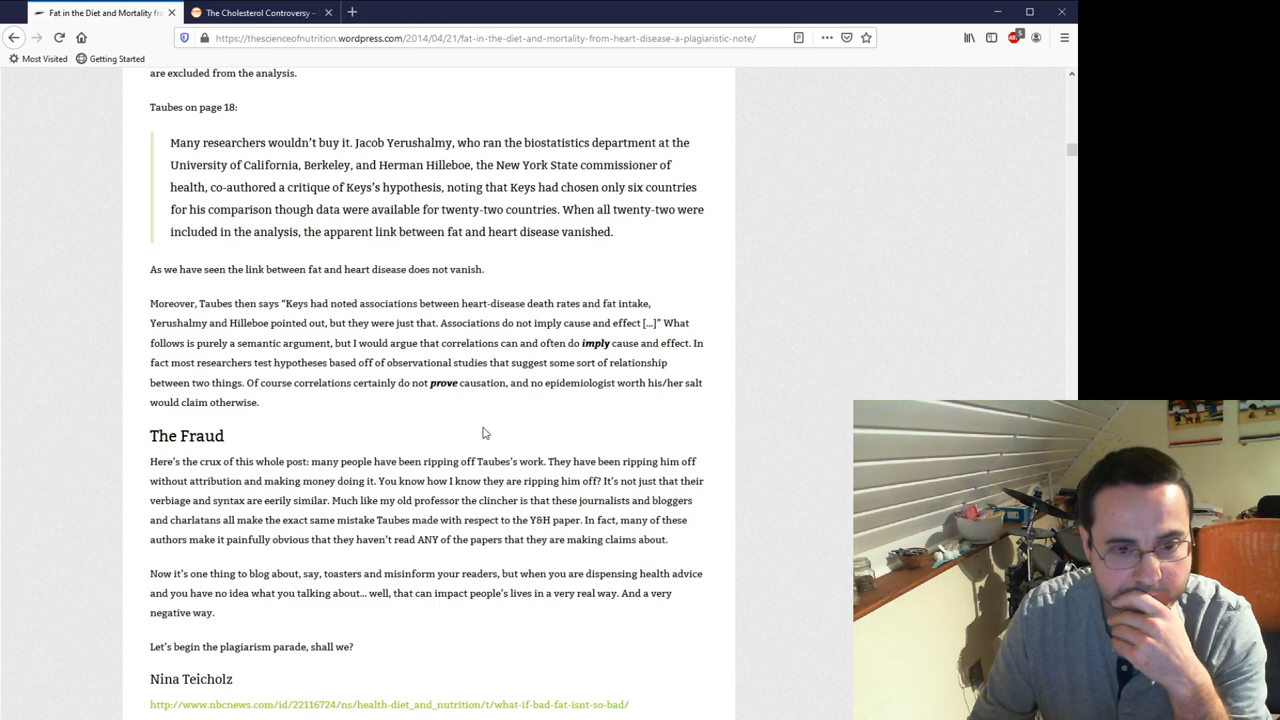 Fat in the Diet and Mortality fro
The Cholesterol Controversy –
https://thescienceofnutrition.wordpress.com/2014/04/21/fat-in-the-diet-and-mortality-from-heart-disease-a-plagiaristic-note/
5
Most Visited
Getting Started
are excluded from the analysis.
Taubes on page 18:
Many researchers wouldn't buy it. Jacob Yerushalmy, who ran the biostatistics department at the
University of California, Berkeley, and Herman Hilleboe, the New York State commissioner of
health, co-authored a critique of Keys's hypothesis, noting that Keys had chosen only six countries
for his comparison though data were available for twenty-two countries. When all twenty-two were
included in the analysis, the apparent link between fat and heart disease vanished.
As we have seen the link between fat and heart disease does not vanish.
Moreover, Taubes then says “Keys had noted associations between heart-disease death rates and fat intake,
Yerushalmy and Hilleboe pointed out, but they were just that. Associations do not imply cause and effect [...]” What
follows is purely a semantic argument, but I would argue that correlations can and often do imply cause and effect. In
fact most researchers test hypotheses based off of observational studies that suggest some sort of relationship
between two things. Of course correlations certainly do not prove causation, and no epidemiologist worth his/her salt
would claim otherwise.
The Fraud
Here's the crux of this whole post: many people have been ripping off Taubes's work. They have been ripping him off
without attribution and making money doing it. You know how I know they are ripping him off? It's not just that their
verbiage and syntax are eerily similar. Much like my old professor the clincher is that these journalists and bloggers
and charlatans all make the exact same mistake Taubes made with respect to the Y&H paper. In fact, many of these
authors make it painfully obvious that they haven't read ANY of the papers that they are making claims about.
Now it's one thing to blog about, say, toasters and misinform your readers, but when you are dispensing health advice
and you have no idea what you talking about... well, that can impact people's lives in a very real way. And a very
negative way.
Let's begin the plagiarism parade, shall we?
Nina Teicholz
http://www.nbcnews.com/id/22116724/ns/health-diet_and_nutrition/t/what-if-bad-fat-isnt-so-bad/